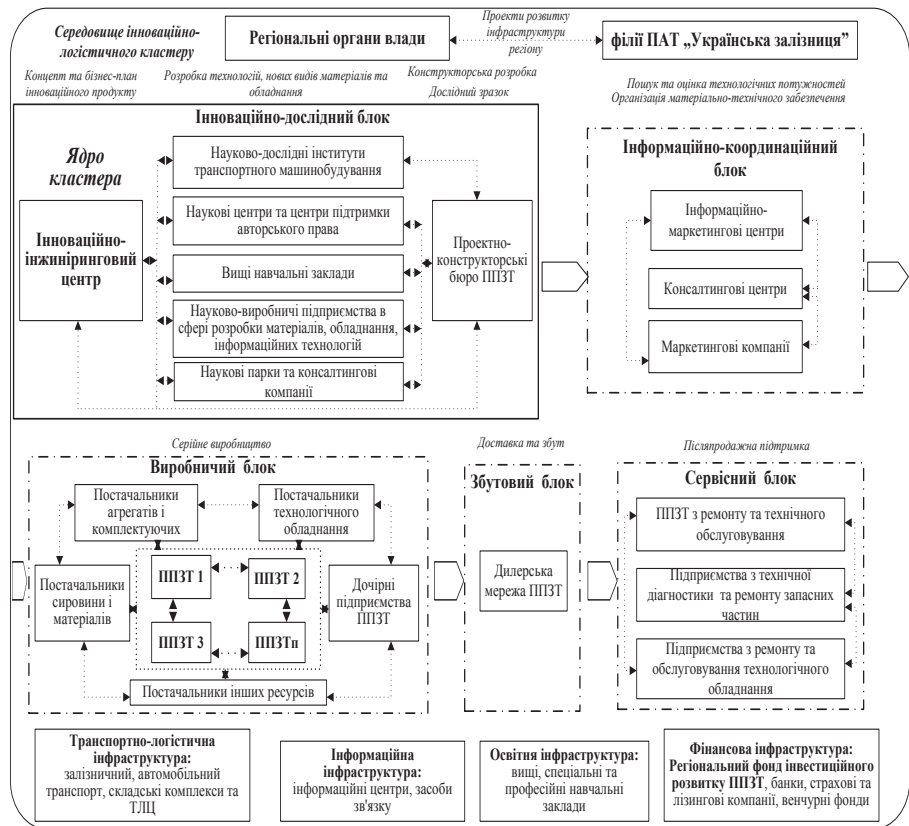 Середовище інноваційно-
логістичного кластеру
Регіональні органи влади
Проекти розвитку
інфраструктури
регіону
філії ПАТ „Українська залізниця”
Концепт та бізнес-план
інноваційного продукту
Розробка технологій, нових видів матеріалів та
обладнання
Конструкторська розробка
Дослідний зразок
Пошук та оцінка технологічних потужностей
Організація матеріально-технічного забезпечення
Інноваційно-дослідний блок
Ядро
кластера
Інноваційно-
інжиніринговий
центр
Науково-дослідні інститути
транспортного машинобудування
Наукові центри та центри підтримки
авторського права
Вищі навчальні заклади
Науково-виробничі підприємства в
сфері розробки матеріалів, обладнання,
інформаційних технологій
Наукові парки та консалтингові
компанії
Проектно-
конструкторські
бюро ППЗТ
Інформаційно-координаційний
блок
Інформаційно-
маркетингові центри
Консалтингові центри
Маркетингові компанії
Серійне виробництво
Виробничий блок
Постачальники
агрегатів і
комплектуючих
Постачальники
технологічного
обладнання
Постачальники
сировини і
матеріалів
ППЗТ 1
ППЗТ 2
ППЗТ 3
ППЗТn
Дочірні
підприємства
ППЗТ
Постачальники інших ресурсів
Доставка та збут
Збутовий блок
Дилерська
мережа ППЗТ
Післяпродажна підтримка
Сервісний блок
ППЗТ з ремонту та технічного
обслуговування
Підприємства з технічної
діагностики та ремонту запасних
частин
Підприємства з ремонту та
обслуговування технологічного
обладнання
Транспортно-логістична
інфраструктура:
залізничний, автомобільний
транспорт, складські комплекси та
ТЛЦ
Інформаційна
інфраструктура:
інформаційні центри, засоби
зв'язку
Освітня інфраструктура:
вищі, спеціальні та
професійні навчальні
заклади
Фінансова інфраструктура:
Регіональний фонд інвестиційного
розвитку ППЗТ, банки, страхові та
лізингові компанії, венчурні фонди